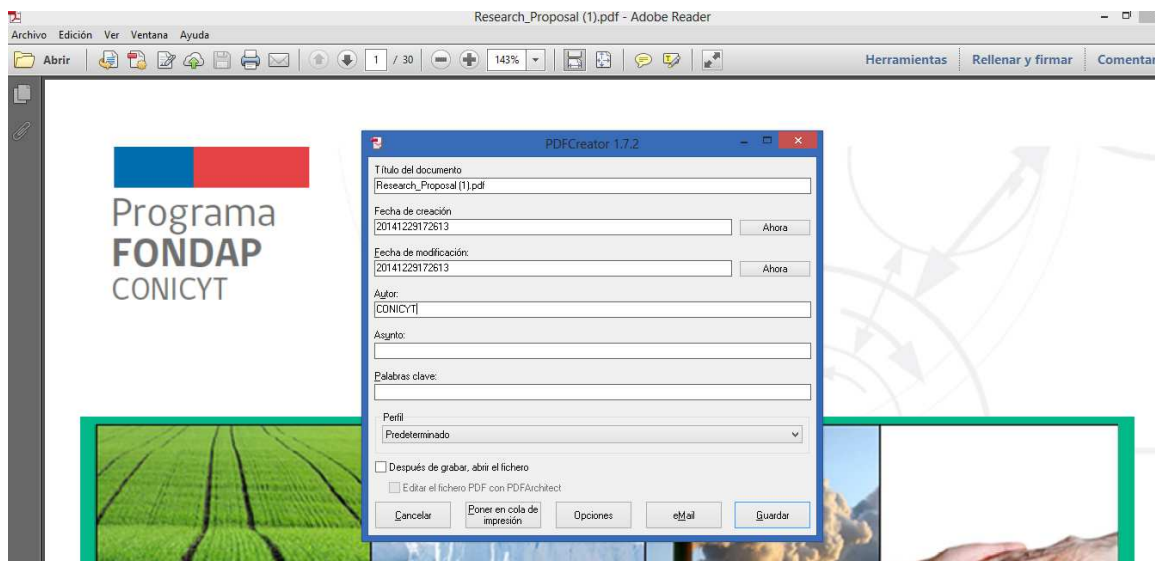 Research_Proposal (1).pdf - Adobe Reader
Archivo Edición Ver Ventana Ayuda
Abrir 1 / 30 143% Herramientas Rellenar y firmar Comentar
Programa
FONDAP
CONICYT
PDFCreator 1.7.2
Título del documento
Research_Proposal (1).pdf
Fecha de creación
20141229172613 Ahora
Fecha de modificación:
20141229172613 Ahora
Autor:
CONICYT
Asunto:
Palabras clave:
Perfil
Predeterminado
Después de grabar, abrir el fichero
Editar el fichero PDF con PDFArchitect
Cancelar
Poner en cola de
impresión
Opciones
eMail
Guardar